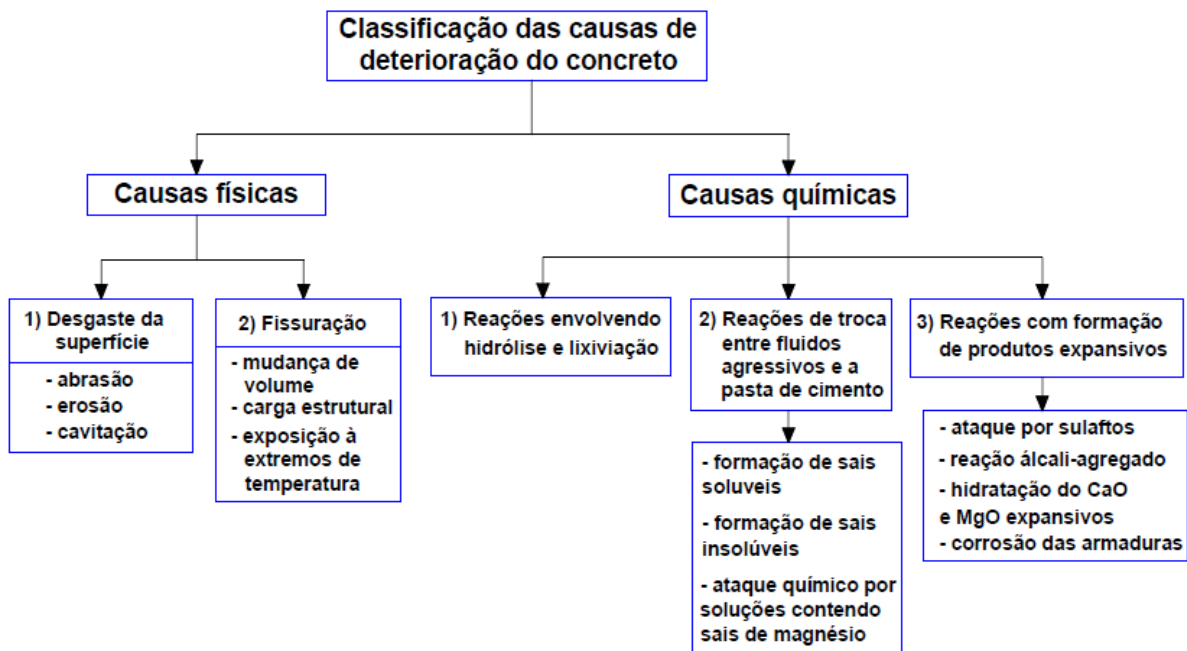 Classificação das causas de
deterioração do concreto
Causas físicas
Causas químicas
1) Desgaste da
superfície
- abrasão
- erosão
- cavitação
2) Fissuração
- mudança de
volume
- carga estrutural
- exposição à
extremos de
temperatura
1) Reações envolvendo
hidrólise e lixiviação
2) Reações de troca
entre fluidos
agressivos e a
pasta de cimento
- formação de sais
soluveis
- formação de sais
insolúveis
- ataque químico por
soluções contendo
sais de magnésio
3) Reações com formação
de produtos expansivos
- ataque por sulaftos
- reação álcali-agregado
- hidratação do CaO
e MgO expansivos
- corrosão das armaduras